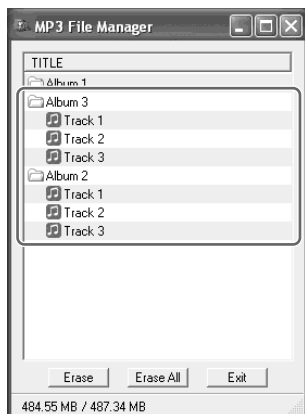 MP3 File Manager
TITLE
Album 1
Album 3
Track 1
Track 2
Track 3
Album 2
Track 1
Track 2
Track 3
Erase Erase All Exit
484.55 MB / 487.34 MB